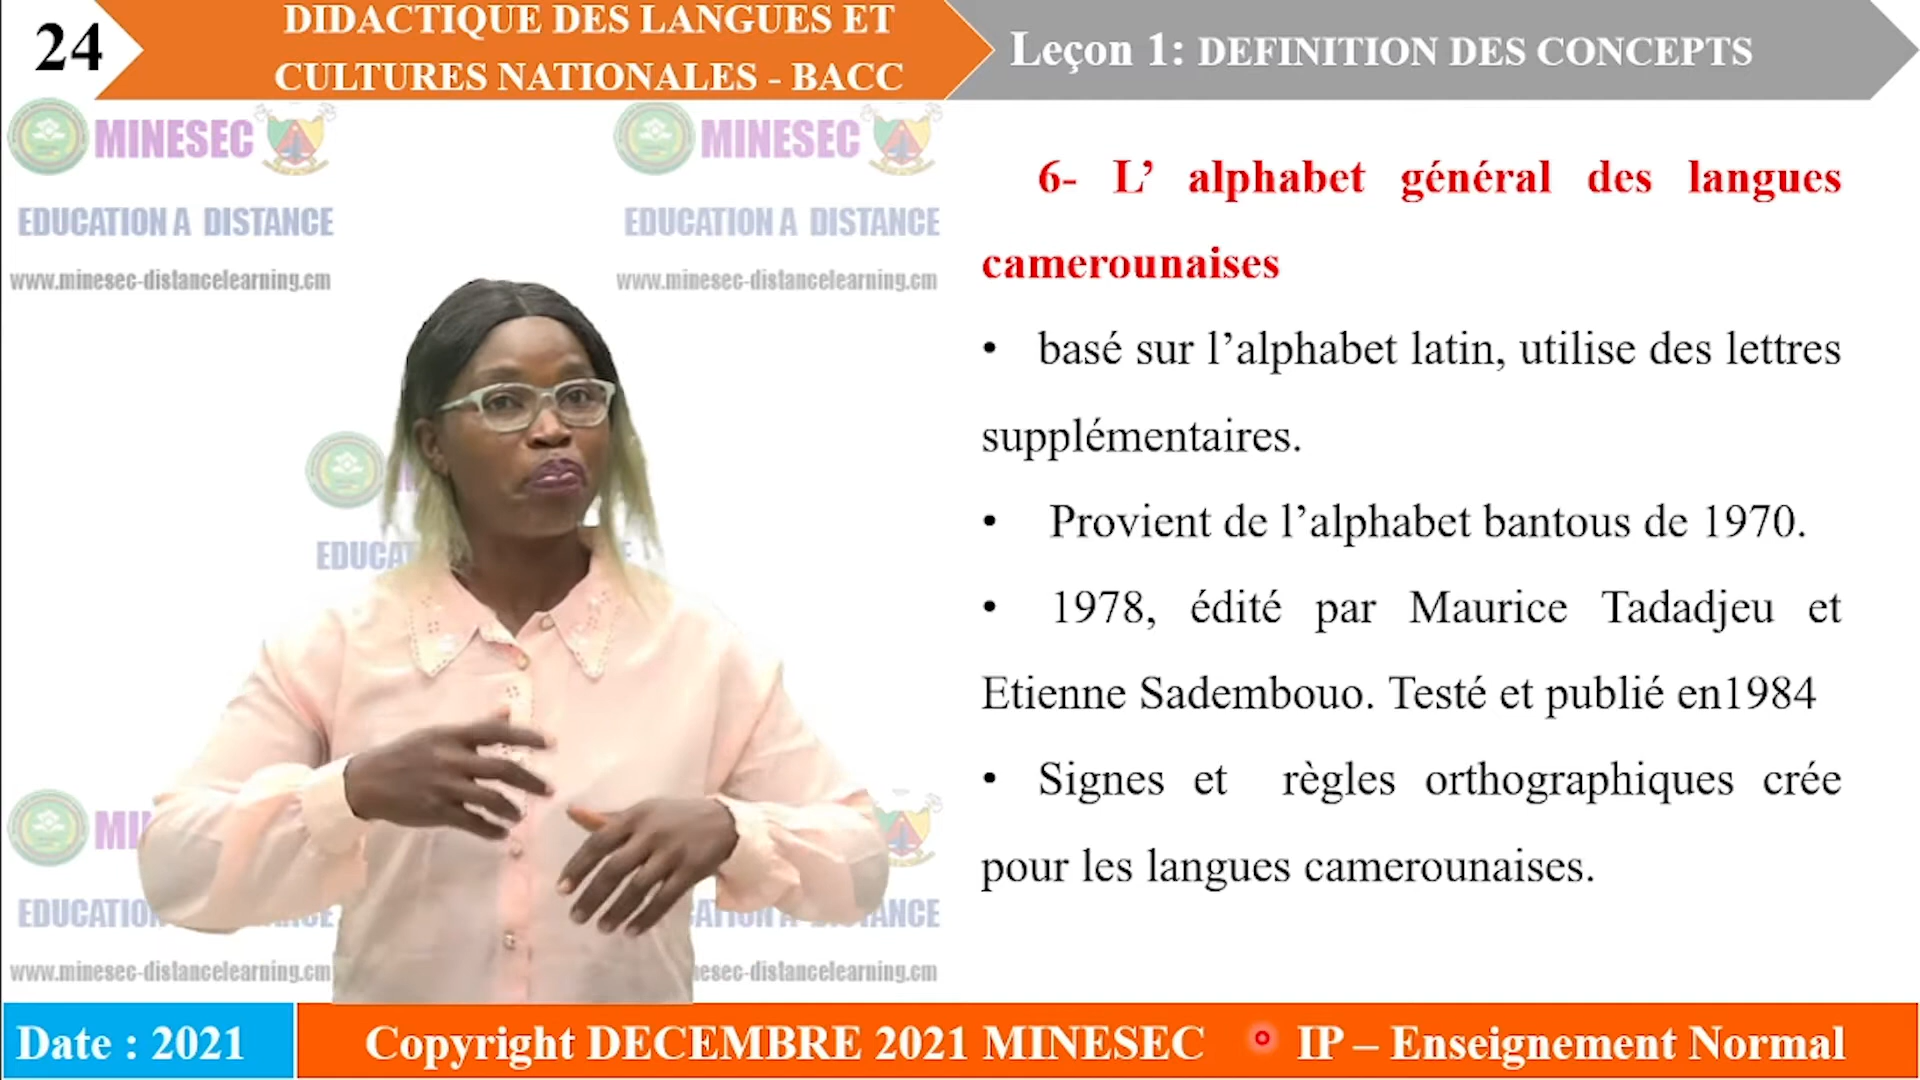 24
DIDACTIQUE DES LANGUES ET
CULTURES NATIONALES - BACC
Leçon 1: DEFINITION DES CONCEPTS
MINESEC
EDUCATION A DISTANCE
www.minesec-distancelearning.cm
MINESEC
EDUCATION A DISTANCE
www.minesec-distancelearning.cm
6- L’ alphabet général des langues
camerounaises
• basé sur l’alphabet latin, utilise des lettres
supplémentaires.
• Provient de l’alphabet bantous de 1970.
• 1978, édité par Maurice Tadadjeu et
Etienne Sadembouo. Testé et publié en1984
• Signes et règles orthographiques crée
pour les langues camerounaises.
www.minesec-distancelearning.cm
Date : 2021
Copyright DECEMBRE 2021 MINESEC
IP – Enseignement Normal